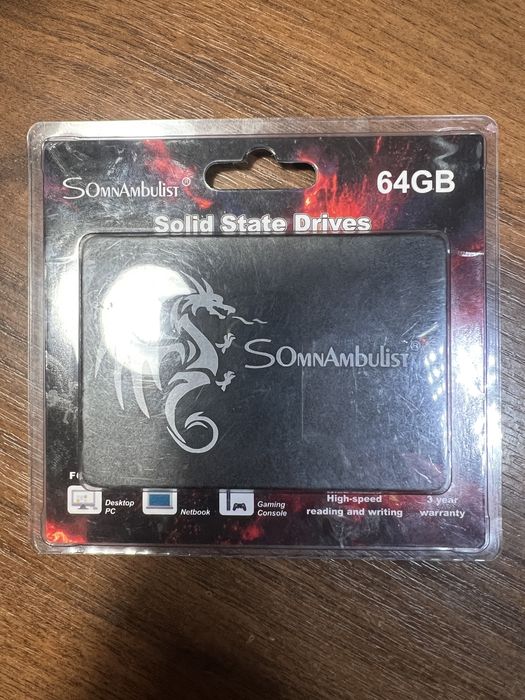 SOMNAMBULIST®
64GB
Solid State Drives
SOMNAMBULIST®
Desktop PC
Netbook
Gaming Console
High-speed
reading and writing
3 year
warranty